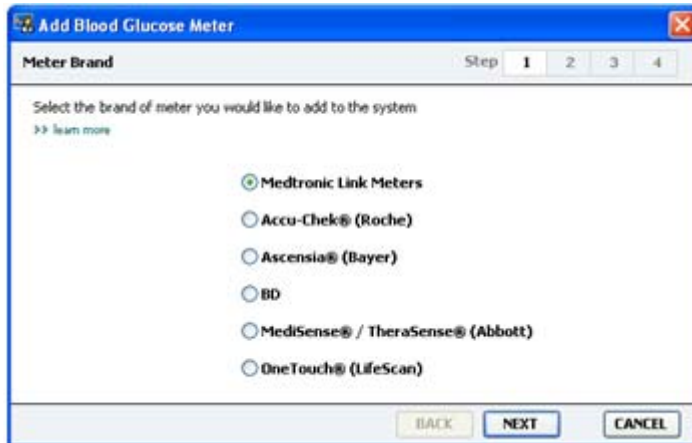 Add Blood Glucose Meter
Meter Brand Step 1 2 3 4
Select the brand of meter you would like to add to the system
>> learn more
Medtronic Link Meters
Accu-Chek® (Roche)
Ascensia® (Bayer)
BD
MediSense® / TheraSense® (Abbott)
OneTouch® (LifeScan)
BACK NEXT CANCEL